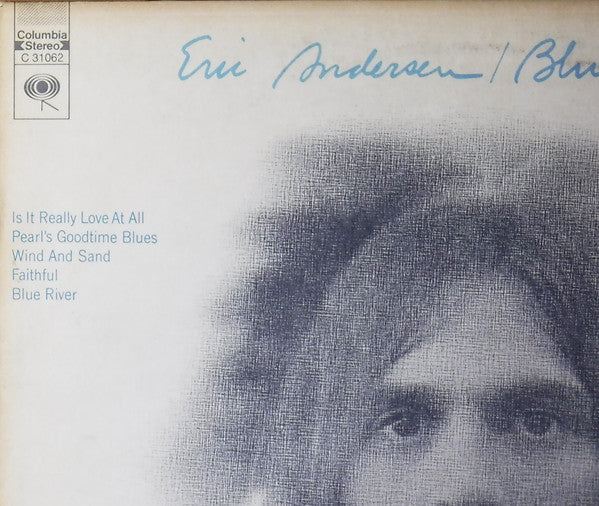 Columbia
Stereo
C 31062
Eric Andersen / Blu
Is It Really Love At All
Pearl's Goodtime Blues
Wind And Sand
Faithful
Blue River